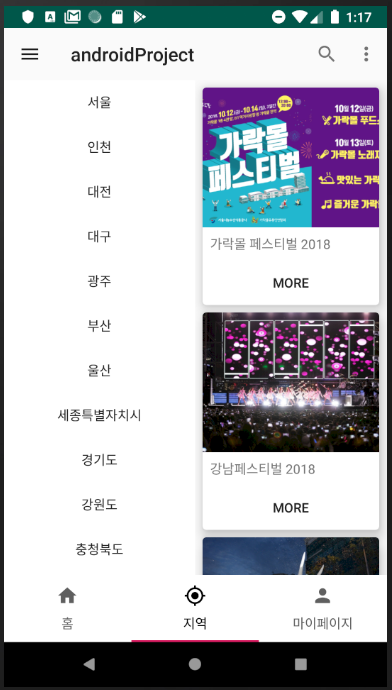 1:17
androidProject
서울
인천
대전
대구
광주
부산
울산
세종특별자치시
경기도
강원도
충청북도
가락몰
페스티벌
10월 12일(금)
가락몰 푸드
10월 13일(토)
가락몰 노래
맛있는 가락
즐거운 가락
가락몰 페스티벌 2018
MORE
강남페스티벌 2018
MORE
홈
지역
마이페이지